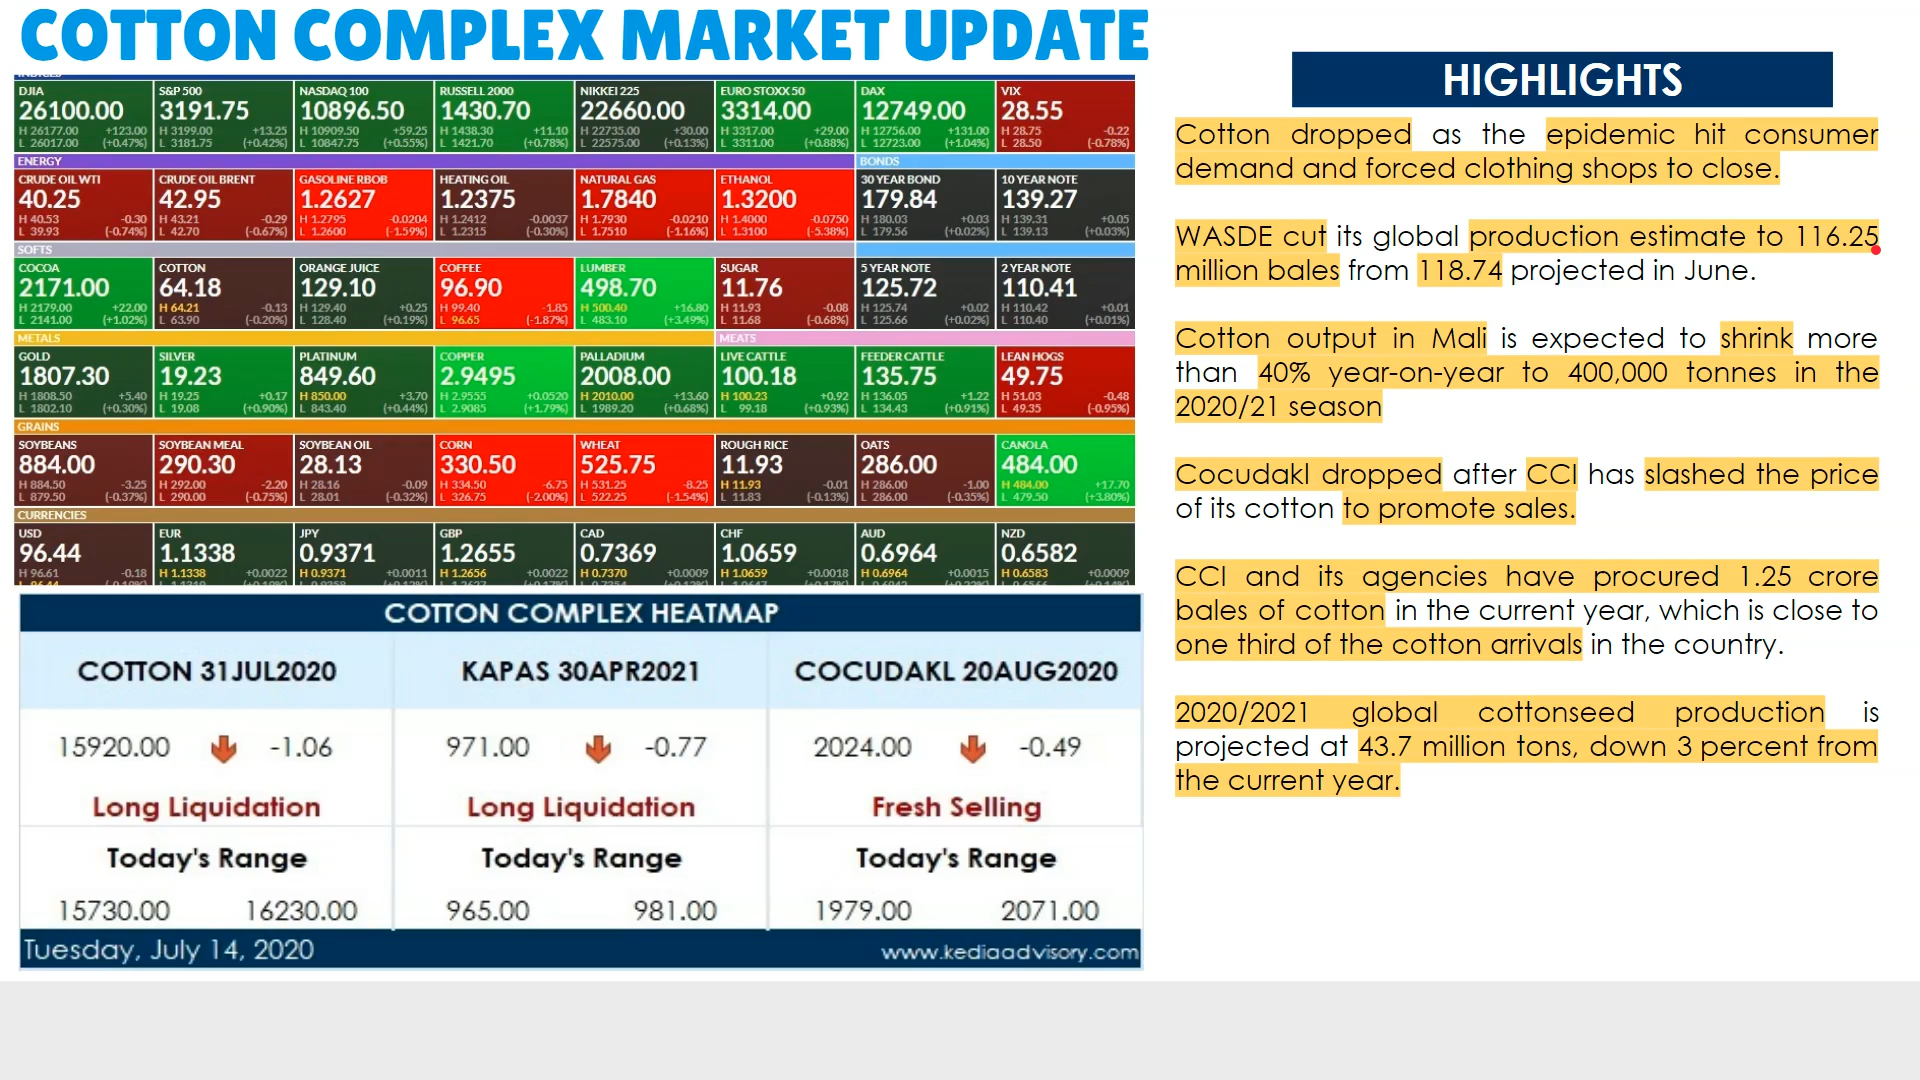 COTTON COMPLEX MARKET UPDATE
INDICES
DJIA S&P 500 NASDAQ 100 RUSSELL 2000 NIKKEI 225 EURO STOXX 50 DAX VIX
26100.00 3191.75 10896.50 1430.70 22660.00 3314.00 12749.00 28.55
H 26177.00 +123.00 H 3199.00 +13.25 H 10909.50 +59.25 H 1438.30 +11.10 H 22735.00 +30.00 H 3317.00 +29.00 H 12756.00 +131.00 H 28.75 -0.22
L 26017.00 (+0.47%) L 3181.75 (+0.42%) L 10847.75 (+0.55%) L 1421.70 (+0.78%) L 22575.00 (+0.13%) L 3311.00 (+0.88%) L 12723.00 (+1.04%) L 28.50 (-0.78%)
ENERGY BONDS
CRUDE OIL WTI CRUDE OIL BRENT GASOLINE RBOB HEATING OIL NATURAL GAS ETHANOL 30 YEAR BOND 10 YEAR NOTE
40.25 42.95 1.2627 1.2375 1.7840 1.3200 179.84 139.27
H 40.53 -0.30 H 43.21 -0.29 H 1.2795 -0.0204 H 1.2412 -0.0037 H 1.7930 -0.0210 H 1.4000 -0.0750 H 180.03 +0.03 H 139.31 +0.05
L 39.93 (-0.74%) L 42.70 (-0.67%) L 1.2600 (-1.59%) L 1.2315 (-0.30%) L 1.7510 (-1.16%) L 1.3100 (-5.38%) L 179.56 (+0.02%) L 139.13 (+0.03%)
SOFTS
COCOA COTTON ORANGE JUICE COFFEE LUMBER SUGAR 5 YEAR NOTE 2 YEAR NOTE
2171.00 64.18 129.10 96.90 498.70 11.76 125.72 110.41
H 2179.00 +22.00 H 64.21 -0.13 H 129.40 +0.25 H 99.40 -1.85 H 500.40 +16.80 H 11.93 -0.08 H 125.74 +0.02 H 110.42 +0.01
L 2141.00 (+1.02%) L 63.90 (-0.20%) L 128.40 (+0.19%) L 96.65 (-1.87%) L 483.10 (+3.49%) L 11.68 (-0.68%) L 125.66 (+0.02%) L 110.40 (+0.01%)
METALS MEATS
GOLD SILVER PLATINUM COPPER PALLADIUM LIVE CATTLE FEEDER CATTLE LEAN HOGS
1807.30 19.23 849.60 2.9495 2008.00 100.18 135.75 49.75
H 1808.50 +5.40 H 19.25 +0.17 H 850.00 +3.70 H 2.9555 +0.0520 H 2010.00 +13.60 H 100.23 +0.92 H 136.05 +1.22 H 51.03 -0.48
L 1802.10 (+0.30%) L 19.08 (+0.90%) L 843.40 (+0.44%) L 2.9085 (+1.79%) L 1989.20 (+0.68%) L 99.18 (+0.93%) L 134.43 (+0.91%) L 49.35 (-0.95%)
GRAINS
SOYBEANS SOYBEAN MEAL SOYBEAN OIL CORN WHEAT ROUGH RICE OATS CANOLA
884.00 290.30 28.13 330.50 525.75 11.93 286.00 484.00
H 884.50 -3.25 H 292.00 -2.20 H 28.16 -0.09 H 334.50 -6.75 H 531.25 -8.25 H 11.93 -0.01 H 286.00 -1.00 H 484.00 +17.70
L 879.50 (-0.37%) L 290.00 (-0.75%) L 28.01 (-0.32%) L 326.75 (-2.00%) L 522.25 (-1.54%) L 11.83 (-0.13%) L 286.00 (-0.35%) L 479.50 (+3.80%)
CURRENCIES
USD EUR JPY GBP CAD CHF AUD NZD
96.44 1.1338 0.9371 1.2655 0.7369 1.0659 0.6964 0.6582
H 96.61 -0.18 H 1.1338 +0.0022 H 0.9371 +0.0011 H 1.2656 +0.0022 H 0.7370 +0.0009 H 1.0659 +0.0018 H 0.6964 +0.0015 H 0.6583 +0.0009
COTTON COMPLEX HEATMAP
COTTON 31JUL2020 KAPAS 30APR2021 COCUDAKL 20AUG2020
15920.00 -1.06 971.00 -0.77 2024.00 -0.49
Long Liquidation Long Liquidation Fresh Selling
Today's Range Today's Range Today's Range
15730.00 16230.00 965.00 981.00 1979.00 2071.00
Tuesday, July 14, 2020 www.kediaadvisory.com
HIGHLIGHTS
Cotton dropped as the epidemic hit consumer
demand and forced clothing shops to close.
WASDE cut its global production estimate to 116.25
million bales from 118.74 projected in June.
Cotton output in Mali is expected to shrink more
than 40% year-on-year to 400,000 tonnes in the
2020/21 season
Cocudakl dropped after CCI has slashed the price
of its cotton to promote sales.
CCI and its agencies have procured 1.25 crore
bales of cotton in the current year, which is close to
one third of the cotton arrivals in the country.
2020/2021 global cottonseed production is
projected at 43.7 million tons, down 3 percent from
the current year.